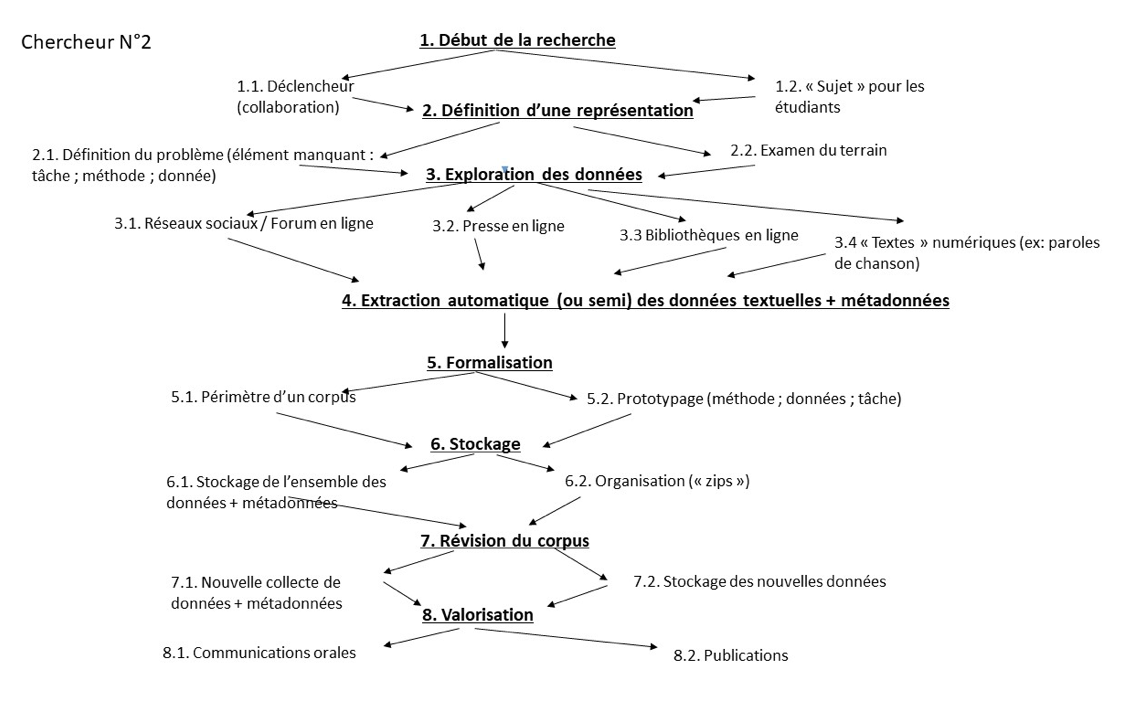 Chercheur N°2
1. Début de la recherche
1.1. Déclencheur
(collaboration)
1.2. « Sujet » pour les
étudiants
2. Définition d’une représentation
2.1. Définition du problème (élément manquant :
tâche ; méthode ; donnée)
2.2. Examen du terrain
3. Exploration des données
3.1. Réseaux sociaux / Forum en ligne
3.2. Presse en ligne
3.3 Bibliothèques en ligne
3.4 « Textes » numériques (ex: paroles
de chanson)
4. Extraction automatique (ou semi) des données textuelles + métadonnées
5. Formalisation
5.1. Périmètre d’un corpus
5.2. Prototypage (méthode ; données ; tâche)
6. Stockage
6.1. Stockage de l’ensemble des
données + métadonnées
6.2. Organisation (« zips »)
7. Révision du corpus
7.1. Nouvelle collecte de
données + métadonnées
7.2. Stockage des nouvelles données
8. Valorisation
8.1. Communications orales
8.2. Publications